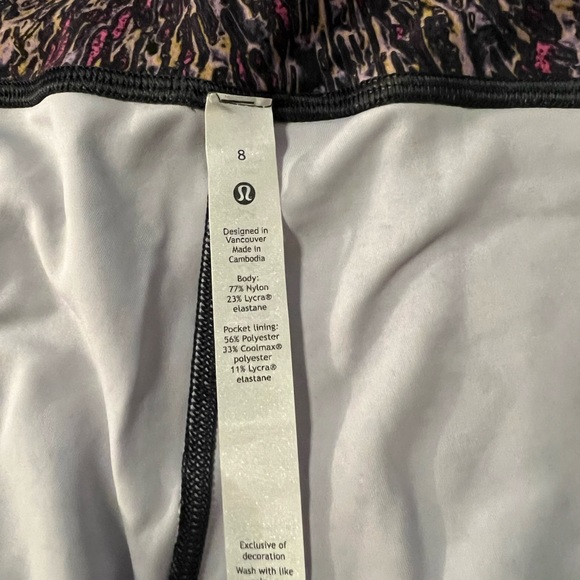 8
Designed in
Vancouver
Made in
Cambodia
Body:
77% Nylon
23% Lycra®
elastane
Pocket lining:
56% Polyester
33% Coolmax®
polyester
11% Lycra®
elastane
Exclusive of
decoration
Wash with like